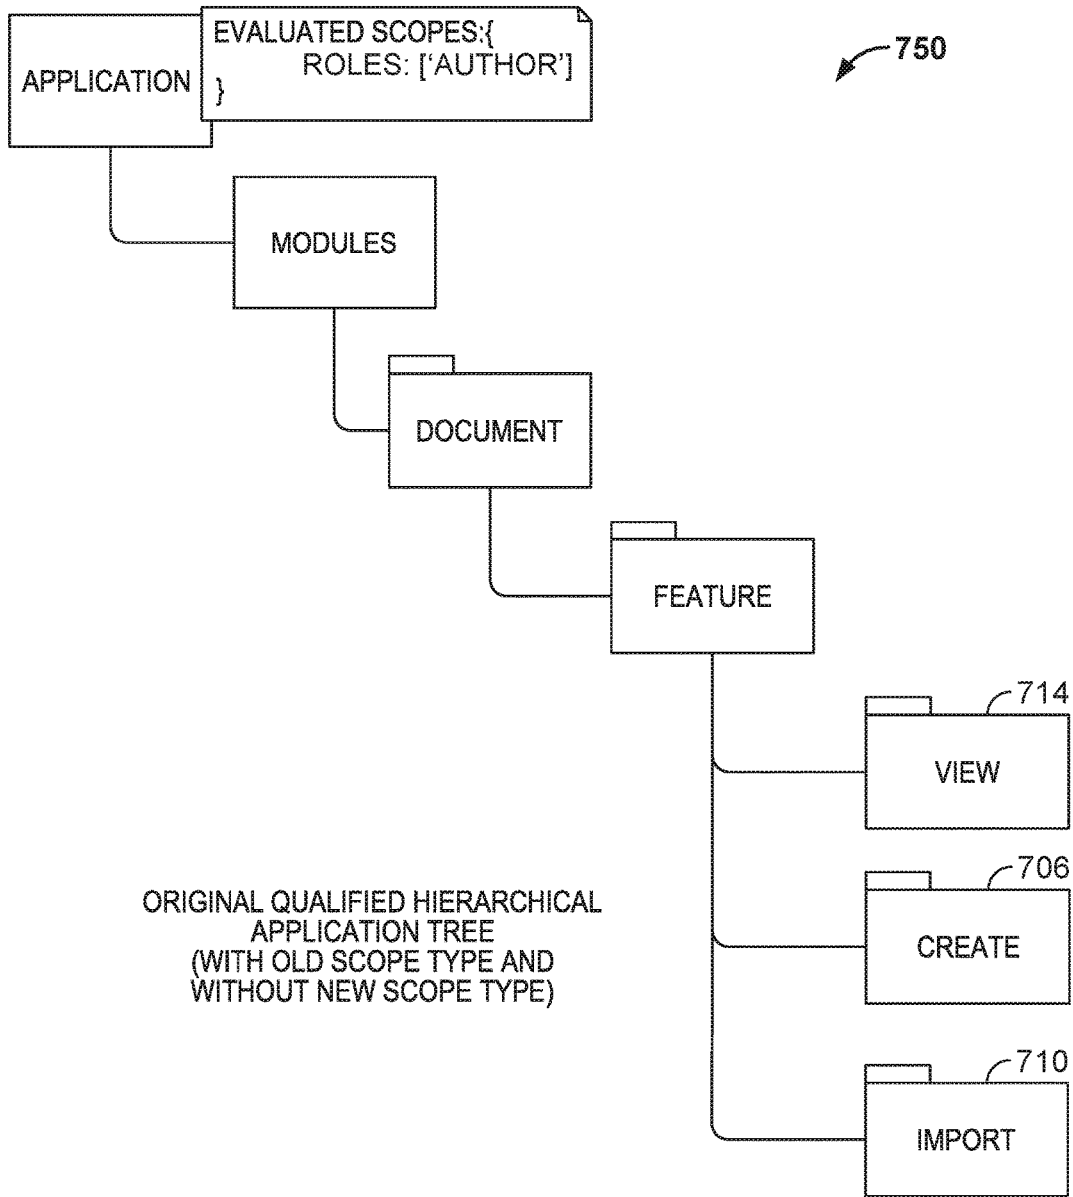 EVALUATED SCOPES:{
ROLES: ['AUTHOR']
}
APPLICATION
750
MODULES
DOCUMENT
FEATURE
714
VIEW
706
CREATE
ORIGINAL QUALIFIED HIERARCHICAL
APPLICATION TREE
(WITH OLD SCOPE TYPE AND
WITHOUT NEW SCOPE TYPE)
710
IMPORT